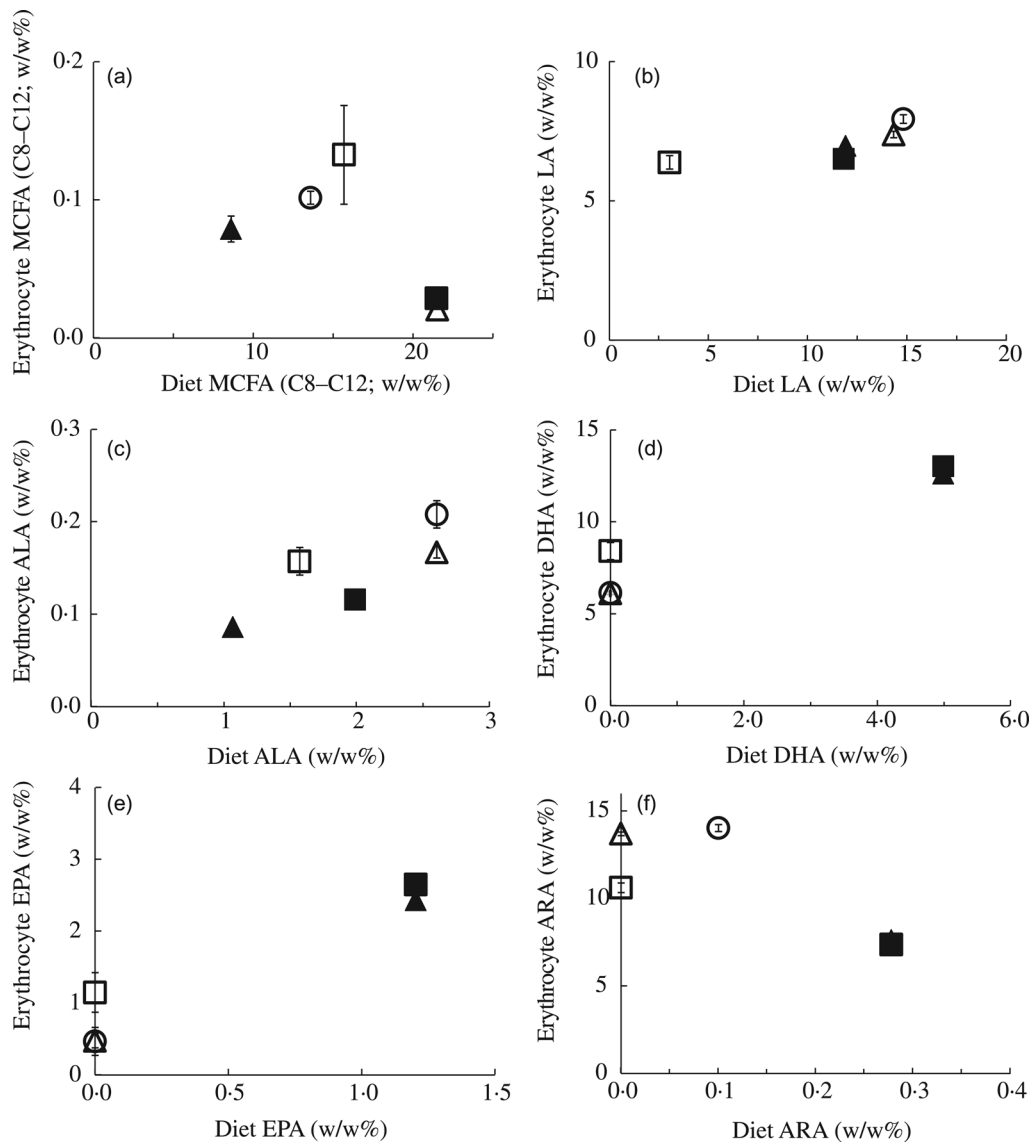 Erythrocyte MCFA (C8–C12; w/w%)
(a)
0·2
0·1
0·0
0
10
20
Diet MCFA (C8–C12; w/w%)
Erythrocyte LA (w/w%)
(b)
10
5
0
0
5
10
15
20
Diet LA (w/w%)
Erythrocyte ALA (w/w%)
(c)
0·3
0·2
0·1
0·0
0
1
2
3
Diet ALA (w/w%)
Erythrocyte DHA (w/w%)
(d)
15
10
5
0
0·0
2·0
4·0
6·0
Diet DHA (w/w%)
Erythrocyte EPA (w/w%)
(e)
4
3
2
1
0
0·0
0·5
1·0
1·5
Diet EPA (w/w%)
Erythrocyte ARA (w/w%)
(f)
15
10
5
0
0·0
0·1
0·2
0·3
0·4
Diet ARA (w/w%)